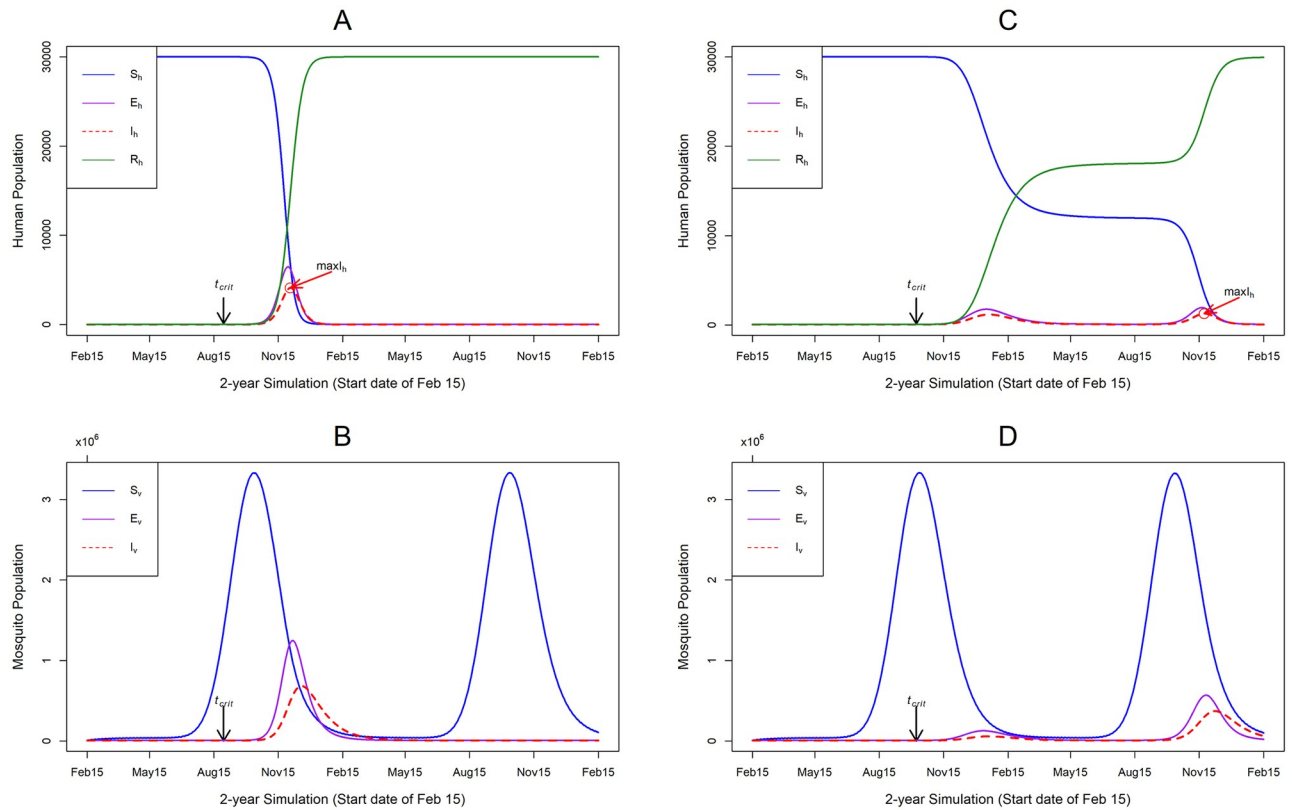 A
Human Population
30000
20000
10000
0
S_h
E_h
I_h
R_h
t_crit
maxI_h
Feb15 May15 Aug15 Nov15 Feb15 May15 Aug15 Nov15 Feb15
2-year Simulation (Start date of Feb 15)
C
Human Population
30000
20000
10000
0
S_h
E_h
I_h
R_h
t_crit
maxI_h
Feb15 May15 Aug15 Nov15 Feb15 May15 Aug15 Nov15 Feb15
2-year Simulation (Start date of Feb 15)
B
x10^6
Mosquito Population
3
2
1
0
S_v
E_v
I_v
t_crit
Feb15 May15 Aug15 Nov15 Feb15 May15 Aug15 Nov15 Feb15
2-year Simulation (Start date of Feb 15)
D
x10^6
Mosquito Population
3
2
1
0
S_v
E_v
I_v
t_crit
Feb15 May15 Aug15 Nov15 Feb15 May15 Aug15 Nov15 Feb15
2-year Simulation (Start date of Feb 15)